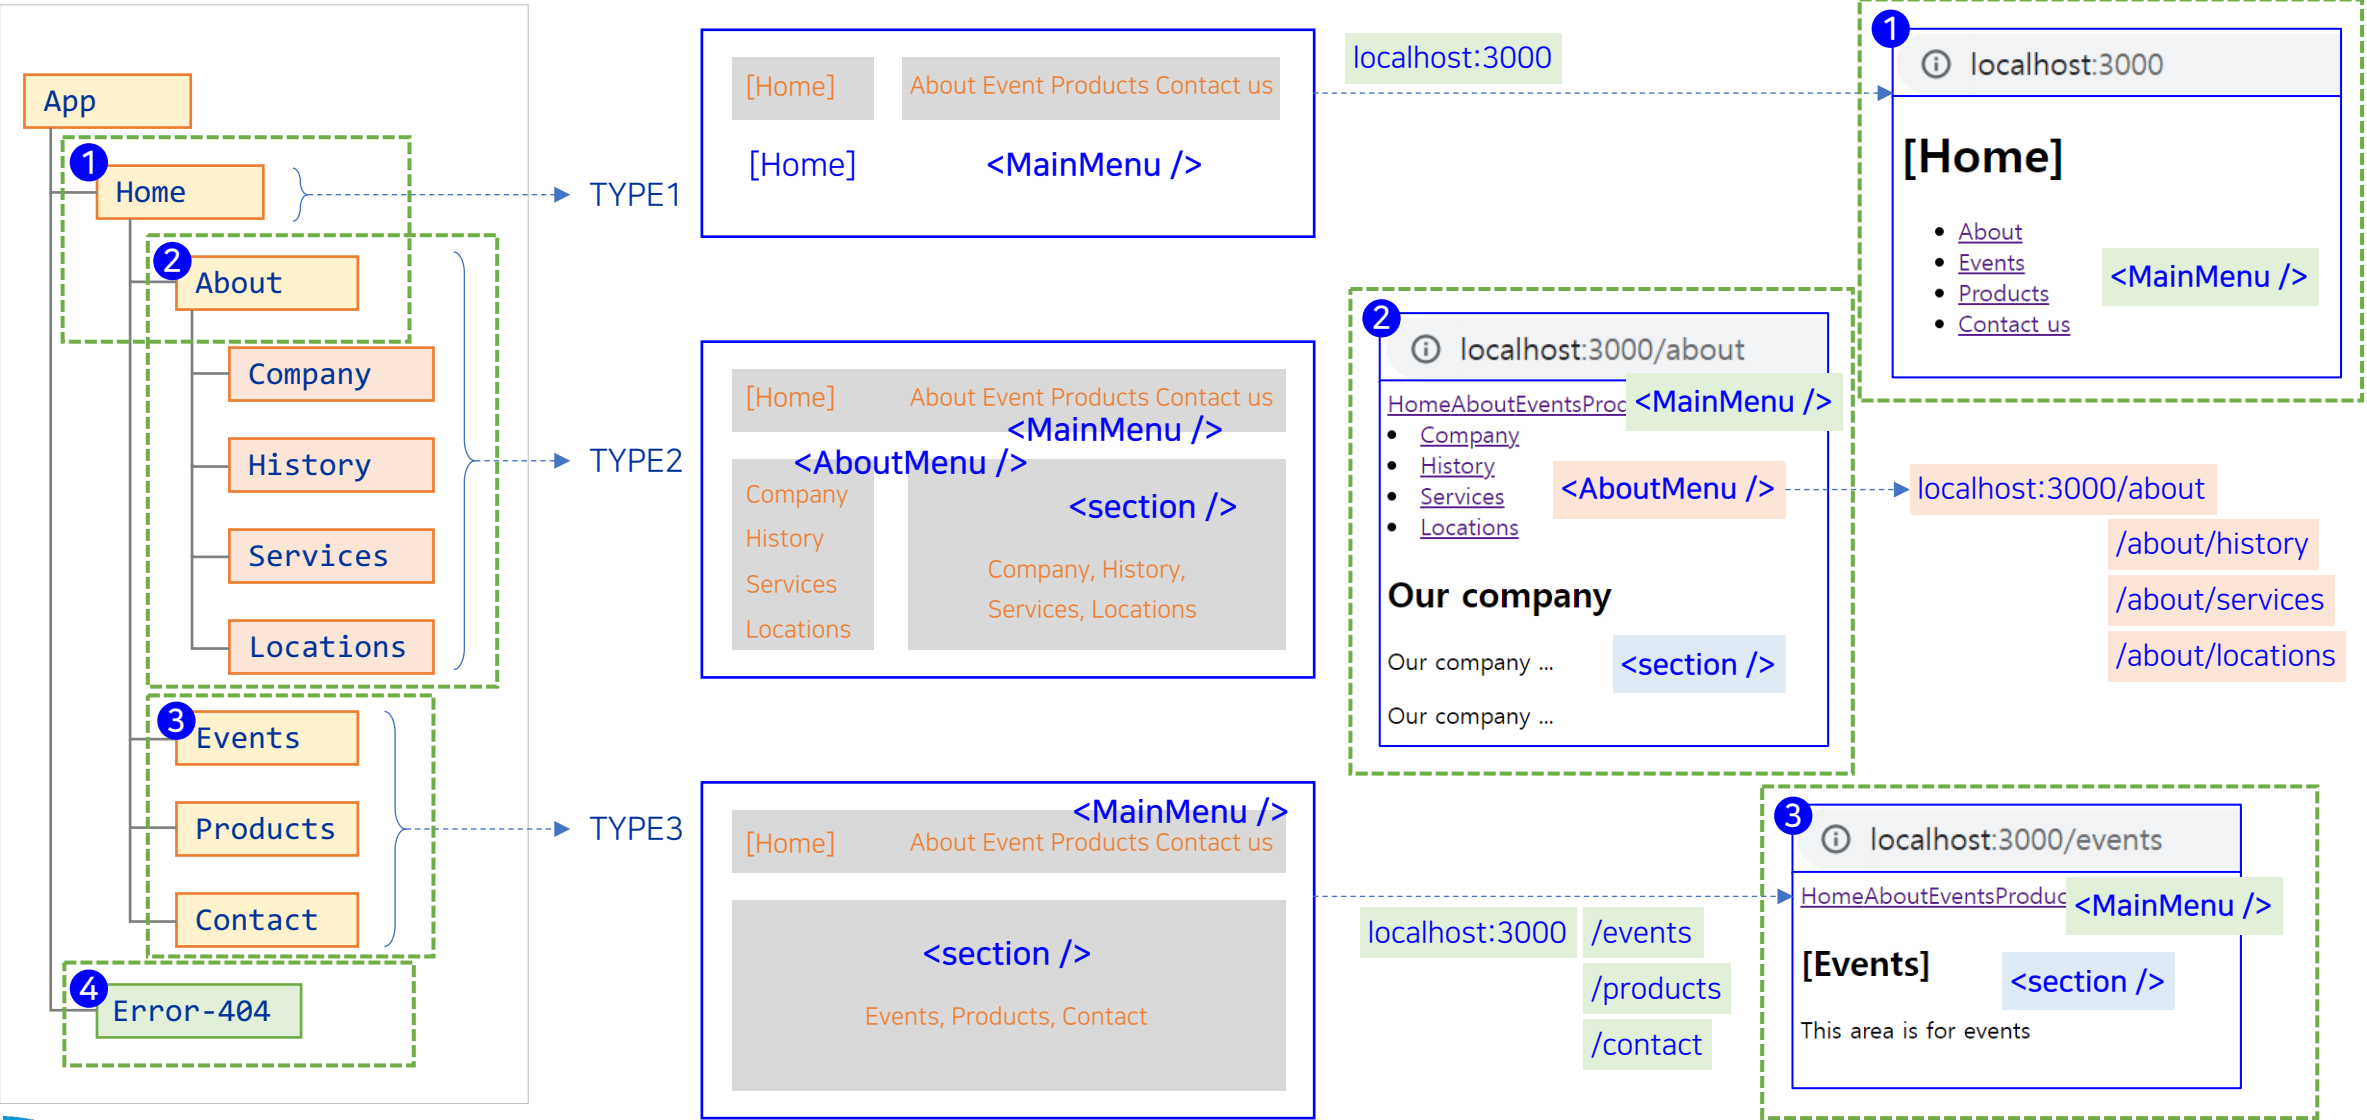 App
1
Home
2
About
Company
History
Services
Locations
3
Events
Products
Contact
4
Error-404
TYPE1
TYPE2
TYPE3
[Home]
About Event Products Contact us
[Home]
<MainMenu />
localhost:3000
1
localhost:3000
[Home]
About
Events
Products
Contact us
<MainMenu />
[Home]
About Event Products Contact us
<MainMenu />
<AboutMenu />
Company
History
Services
Locations
<section />
Company, History,
Services, Locations
2
localhost:3000/about
HomeAboutEventsProd
<MainMenu />
Company
History
Services
Locations
<AboutMenu />
Our company
Our company ...
<section />
Our company ...
localhost:3000/about
/about/history
/about/services
/about/locations
<MainMenu />
[Home]
About Event Products Contact us
<section />
Events, Products, Contact
localhost:3000
/events
/products
/contact
3
localhost:3000/events
HomeAboutEventsProduc
<MainMenu />
[Events]
<section />
This area is for events